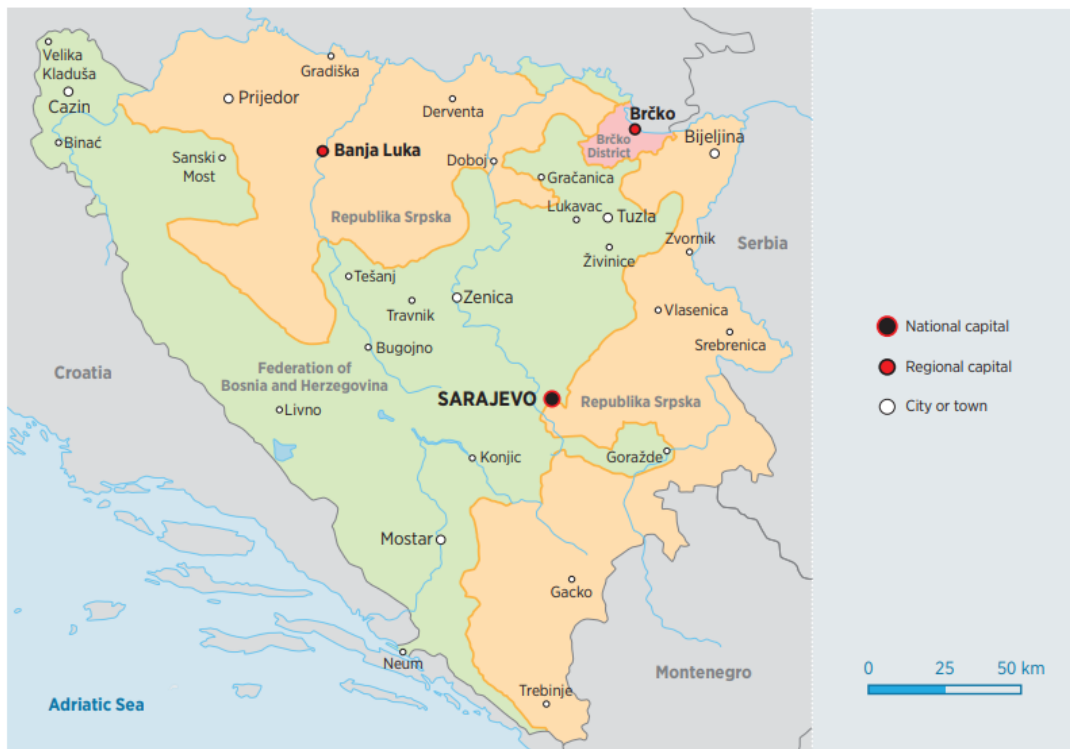 Velika
Kladuša
Cazin
Binać
Gradiška
Prijedor
Derventa
Brčko
Brčko
District
Bijeljina
Banja Luka
Sanski
Most
Doboj
Gračanica
Republika Srpska
Lukavac
Tuzla
Zvornik
Serbia
Živinice
Tešanj
Travnik
Zenica
Vlasenica
Srebrenica
Bugojno
Croatia
Federation of
Bosnia and Herzegovina
Livno
SARAJEVO
Republika Srpska
Konjic
Goražde
Mostar
Gacko
Neum
Trebinje
Montenegro
Adriatic Sea
National capital
Regional capital
City or town
0 25 50 km